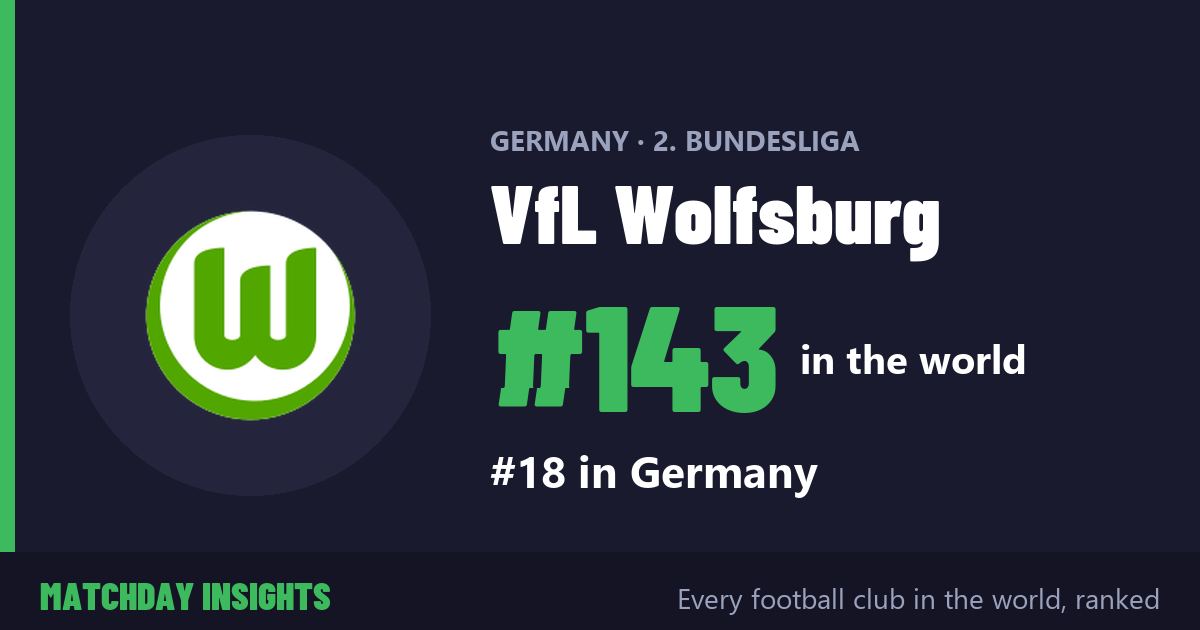 GERMANY · 2. BUNDESLIGA
VfL Wolfsburg
W
#143 in the world
#18 in Germany
MATCHDAY INSIGHTS
Every football club in the world, ranked